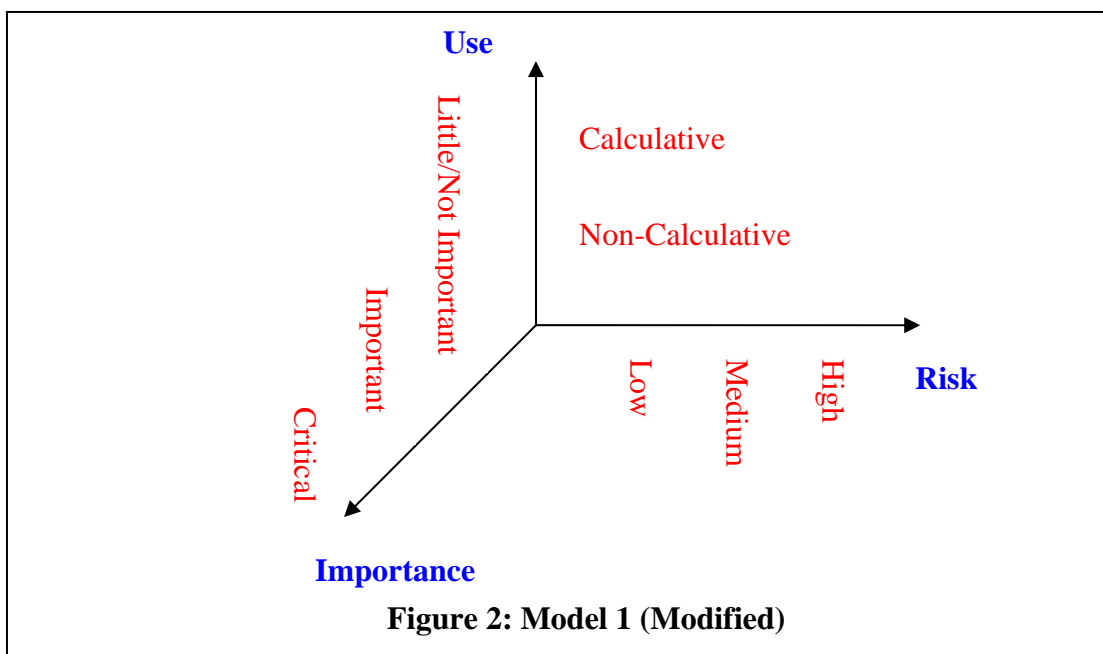 Use
Little/Not Important
Calculative
Non-Calculative
Important
Critical
Low
Medium
High
Risk
Importance
Figure 2: Model 1 (Modified)